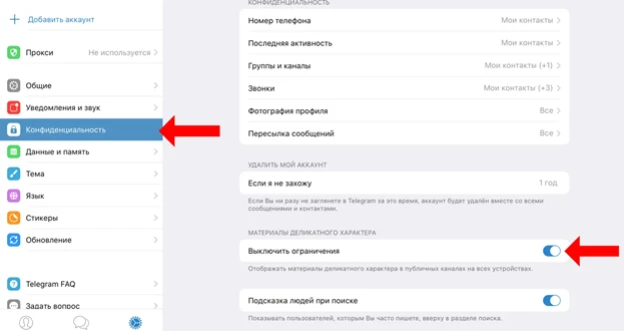 Добавить аккаунт
Прокси
Не используется
Общие
Уведомления и звук
Конфиденциальность
Данные и память
Тема
Язык
Стикеры
Обновление
Telegram FAQ
Задать вопрос
КОНФИДЕНЦИАЛЬНОСТЬ
Номер телефона
Мои контакты
Последняя активность
Мои контакты
Группы и каналы
Мои контакты (+1)
Звонки
Мои контакты (+3)
Фотография профиля
Все
Пересылка сообщений
Все
УДАЛИТЬ МОЙ АККАУНТ
Если я не захожу
1 год
Если Вы ни разу не заглянете в Telegram за это время, аккаунт будет удалён вместе со всеми
сообщениями и контактами.
МАТЕРИАЛЫ ДЕЛИКАТНОГО ХАРАКТЕРА
Выключить ограничения
Отображать материалы деликатного характера в публичных каналах на всех устройствах.
Подсказка людей при поиске
Показывать пользователей, которым Вы часто пишете, вверху в разделе поиска.